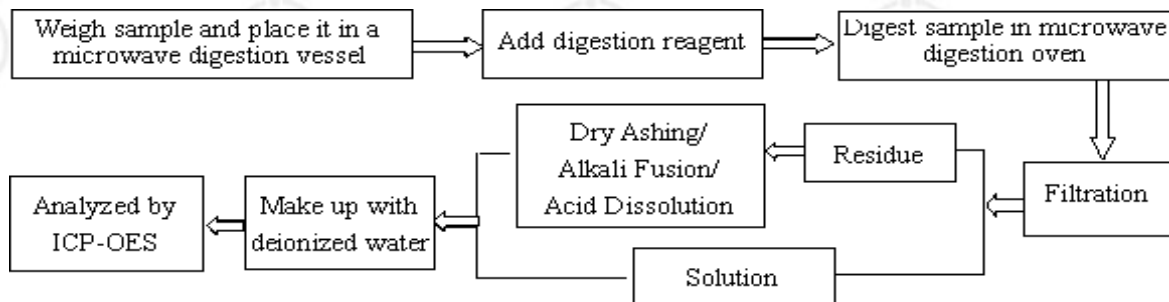 Weigh sample and place it in a
microwave digestion vessel
Add digestion reagent
Digest sample in microwave
digestion oven
Filtration
Residue
Dry Ashing/
Alkali Fusion/
Acid Dissolution
Solution
Make up with
deionized water
Analyzed by
ICP-OES